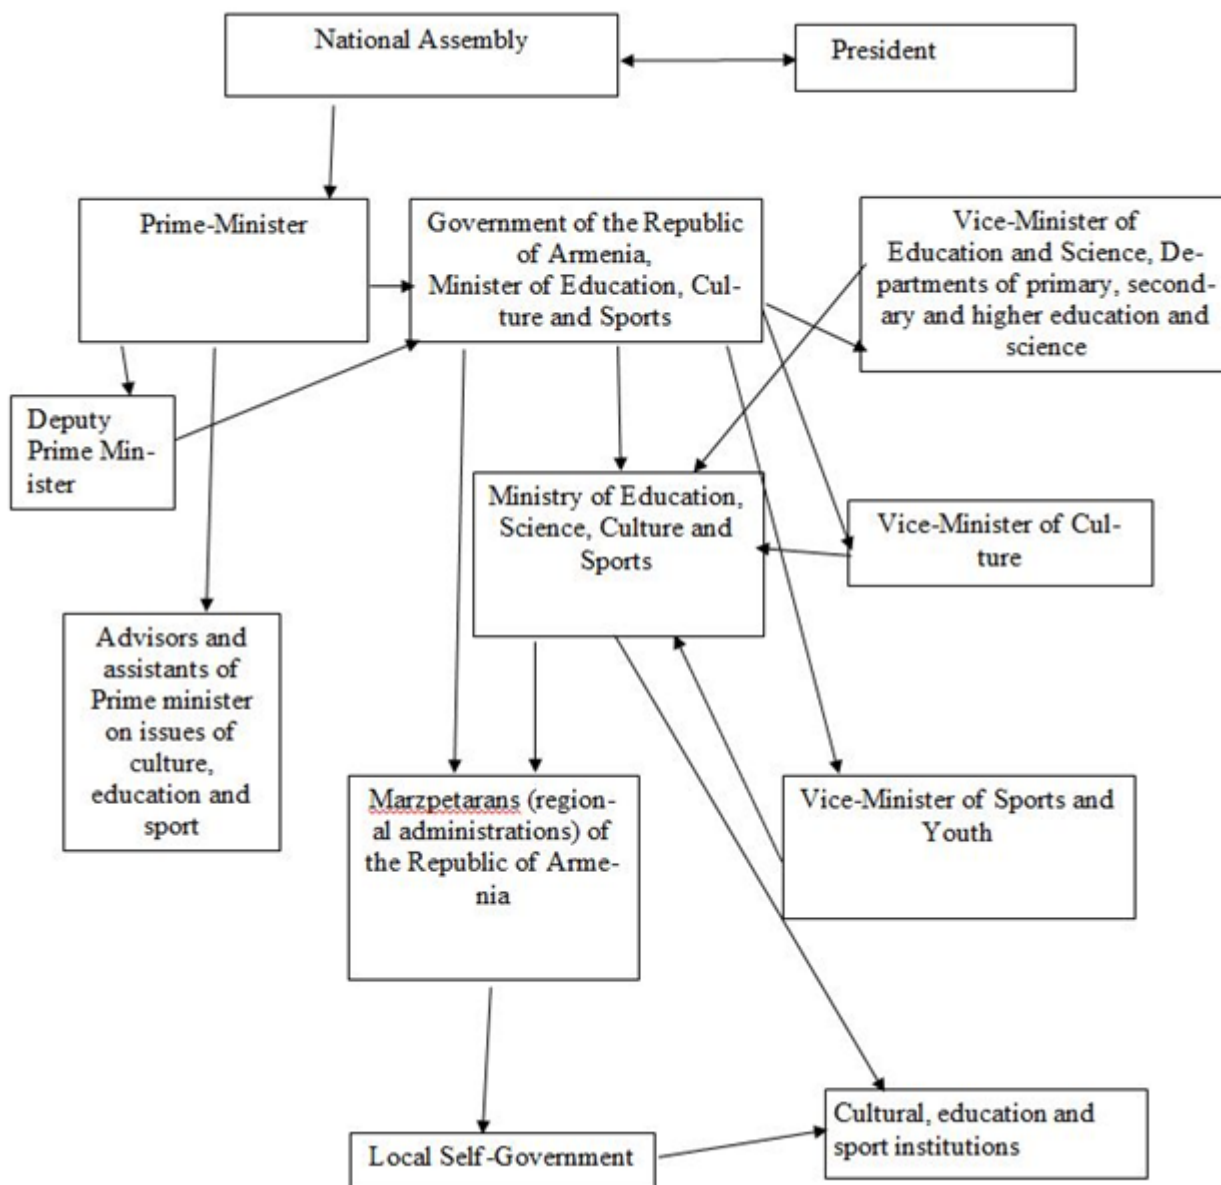 National Assembly
President
Prime-Minister
Government of the Republic
of Armenia,
Minister of Education, Cul-
ture and Sports
Vice-Minister of
Education and Science, De-
partments of primary, second-
ary and higher education and
science
Deputy
Prime Min-
ister
Ministry of Education,
Science, Culture and
Sports
Vice-Minister of Cul-
ture
Advisors and
assistants of
Prime minister
on issues of
culture,
education and
sport
Marzpetarans (region-
al administrations) of
the Republic of Arme-
nia
Vice-Minister of Sports and
Youth
Cultural, education and
sport institutions
Local Self-Government